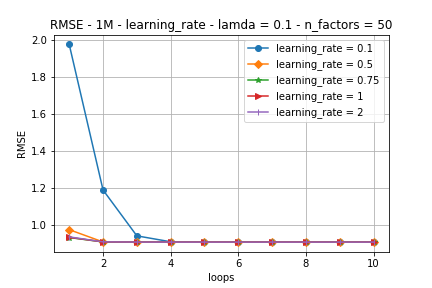 RMSE - 1M - learning_rate - lamda = 0.1 - n_factors = 50
2.0
1.8
1.6
1.4
1.2
1.0
RMSE
learning_rate = 0.1
learning_rate = 0.5
learning_rate = 0.75
learning_rate = 1
learning_rate = 2
2 4 6 8 10
loops